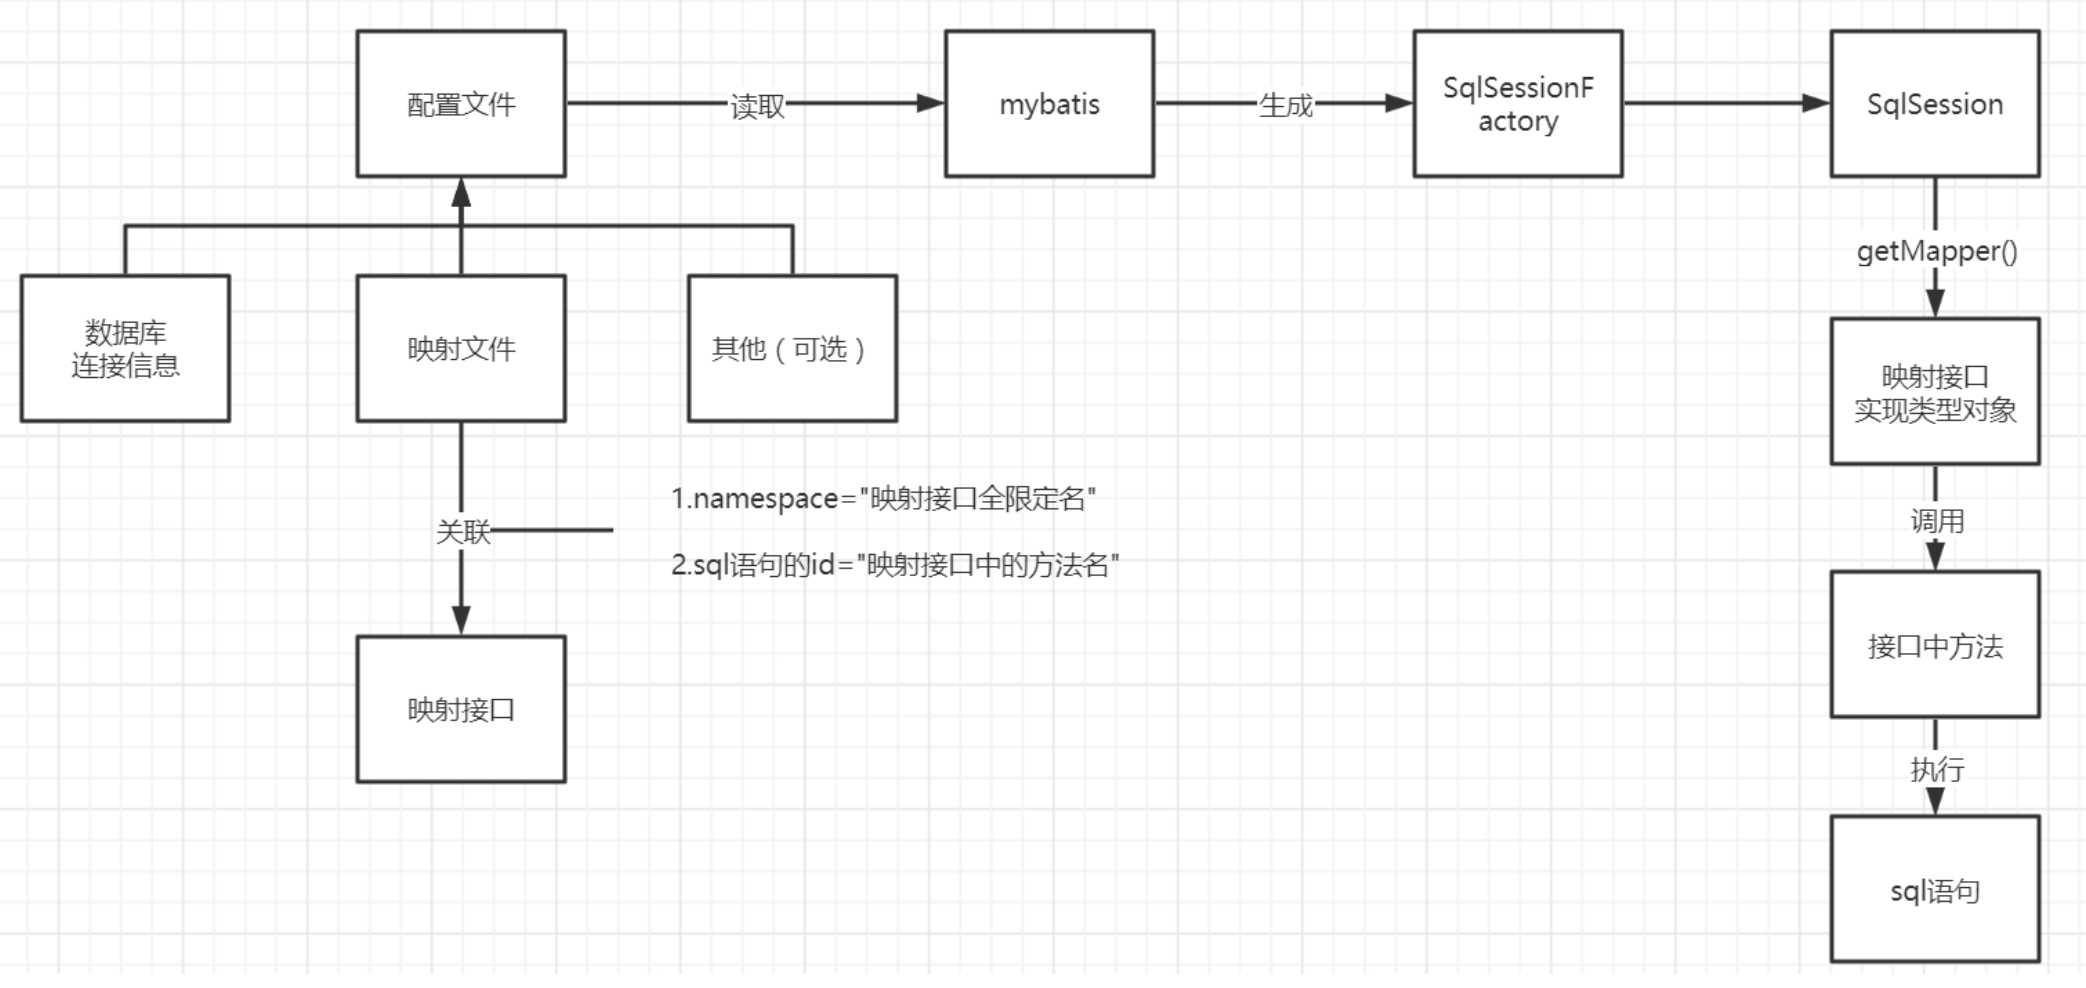 配置文件
读取
mybatis
生成
SqlSessionF
actory
SqlSession
getMapper()
数据库
连接信息
映射文件
其他（可选）
映射接口
实现类型对象
1.namespace="映射接口全限定名"
关联
2.sql语句的id="映射接口中的方法名"
调用
映射接口
接口中方法
执行
sql语句